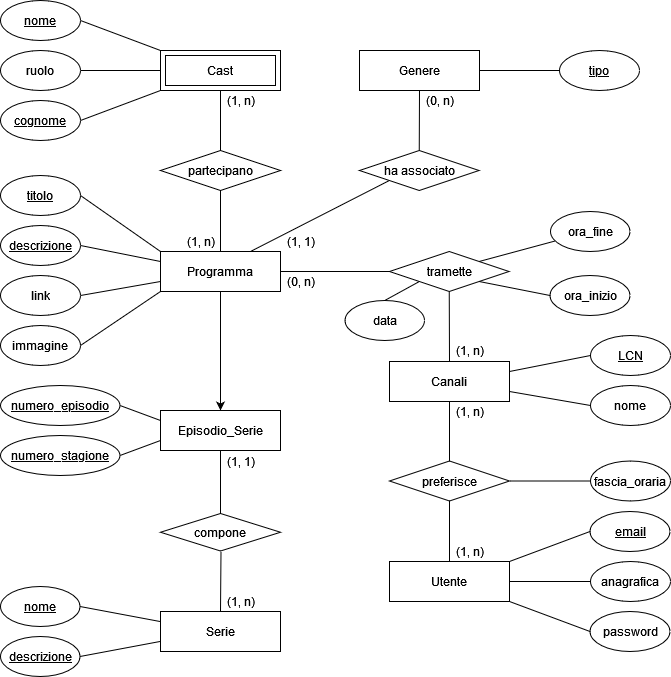 nome
ruolo
Cast
Genere
tipo
(1, n)
(0, n)
cognome
partecipano
ha associato
titolo
descrizione
(1, n)
(1, 1)
ora_fine
Programma
tramette
(0, n)
link
ora_inizio
data
immagine
(1, n)
LCN
Canali
numero_episodio
nome
(1, n)
Episodio_Serie
numero_stagione
(1, 1)
preferisce
fascia_oraria
compone
email
(1, n)
Utente
anagrafica
nome
(1, n)
Serie
password
descrizione